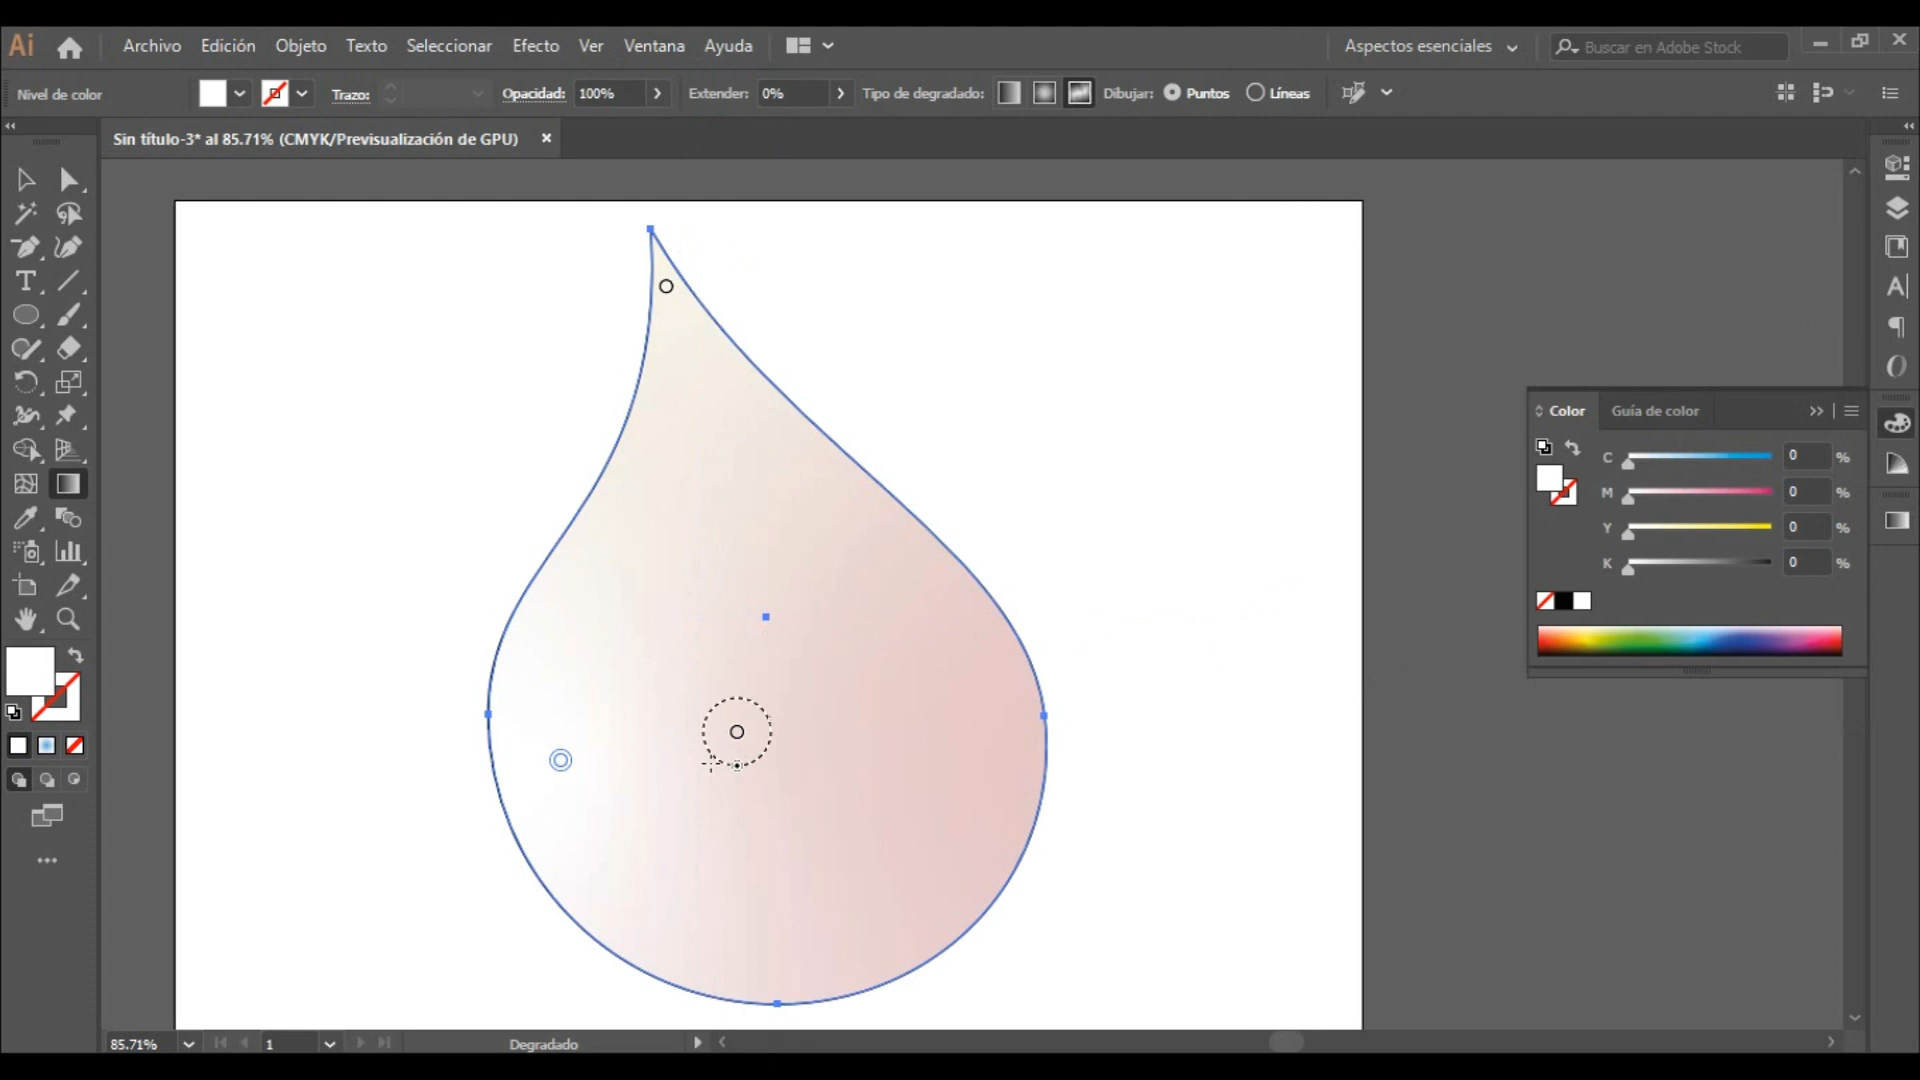 Ai Archivo Edición Objeto Texto Seleccionar Efecto Ver Ventana Ayuda Aspectos esenciales Buscar en Adobe Stock
Nivel de color Trazo: Opacidad: 100% Extender: 0% Tipo de degradado: Dibujar: Puntos Líneas
Sin título-3* al 85.71% (CMYK/Previsualización de GPU) ×
Color Guía de color
C 0 %
M 0 %
Y 0 %
K 0 %
85.71% 1 Degradado